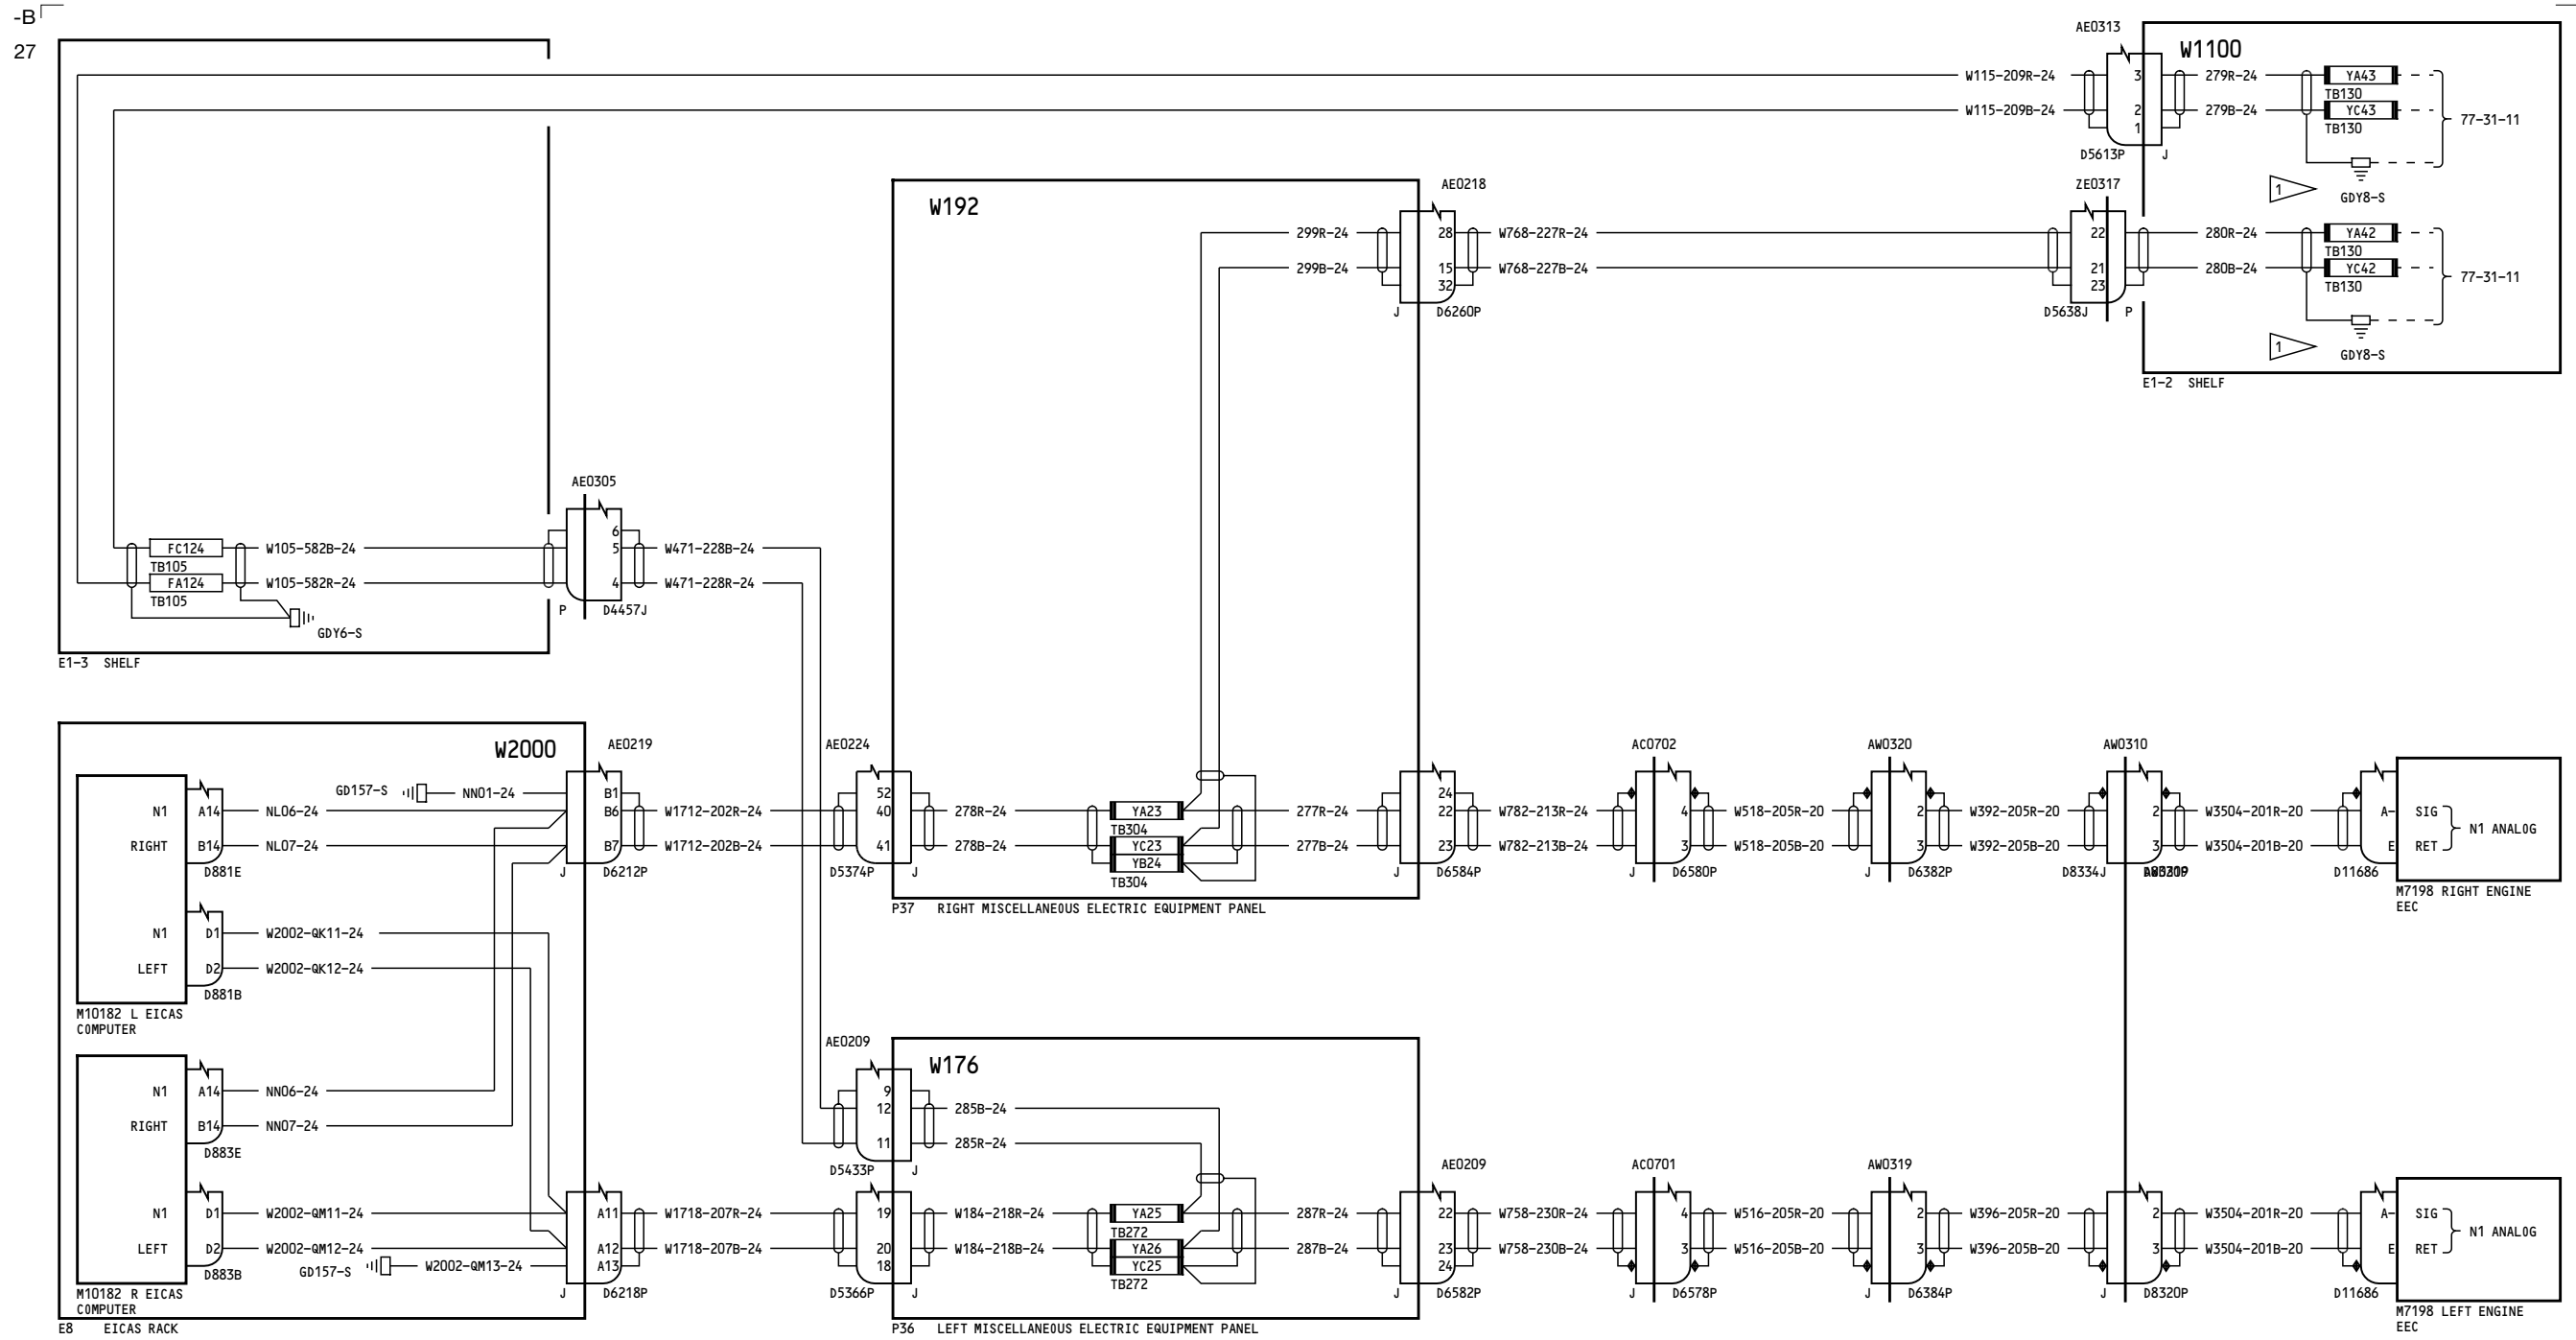 -B
27
AE0313
W1100
W115-209R-24 3 279R-24 YA43
TB130
W115-209B-24 2 279B-24 YC43
1 TB130
77-31-11
D5613P J
1
GDY8-S
W192
AE0218
ZE0317
299R-24 28 W768-227R-24 22 280R-24 YA42
TB130
299B-24 15 W768-227B-24 21 280B-24 YC42
32 23 TB130
77-31-11
J D6260P D5638J P
1
GDY8-S
E1-2 SHELF
AE0305
6
FC124 W105-582B-24 5 W471-228B-24
TB105
FA124 W105-582R-24 4 W471-228R-24
TB105
P D4457J
GDY6-S
E1-3 SHELF
W2000
AE0219 AE0224 AC0702 AW0320 AW0310
GD157-S NN01-24 B1 52 24
N1 A14 NL06-24 B6 W1712-202R-24 40 278R-24 YA23 277R-24 22 W782-213R-24 4 W518-205R-20 2 W392-205R-20 2 W3504-201R-20 A- SIG
TB304
N1 ANALOG
RIGHT B14 NL07-24 B7 W1712-202B-24 41 278B-24 YC23 277B-24 23 W782-213B-24 3 W518-205B-20 3 W392-205B-20 3 W3504-201B-20 E RET
YB24
TB304
D881E J D6212P D5374P J J D6584P J D6580P J D6382P D8334J D11686
M7198 RIGHT ENGINE
EEC
P37 RIGHT MISCELLANEOUS ELECTRIC EQUIPMENT PANEL
N1 D1 W2002-QK11-24
LEFT D2 W2002-QK12-24
D881B
M10182 L EICAS
COMPUTER
AE0209
W176
N1 A14 NN06-24 9
12 285B-24
RIGHT B14 NN07-24
11 285R-24
D883E
D5433P J
AE0209 AC0701 AW0319
N1 D1 W2002-QM11-24 A11 W1718-207R-24 19 W184-218R-24 YA25 287R-24 22 W758-230R-24 4 W516-205R-20 2 W396-205R-20 2 W3504-201R-20 A- SIG
TB272
N1 ANALOG
LEFT D2 W2002-QM12-24 A12 W1718-207B-24 20 W184-218B-24 YA26 287B-24 23 W758-230B-24 3 W516-205B-20 3 W396-205B-20 3 W3504-201B-20 E RET
GD157-S W2002-QM13-24 A13 18 YC25 24
TB272
D883B J D6218P D5366P J J D6582P J D6578P J D6384P J D8320P D11686
M10182 R EICAS
COMPUTER
M7198 LEFT ENGINE
EEC
E8 EICAS RACK
P36 LEFT MISCELLANEOUS ELECTRIC EQUIPMENT PANEL